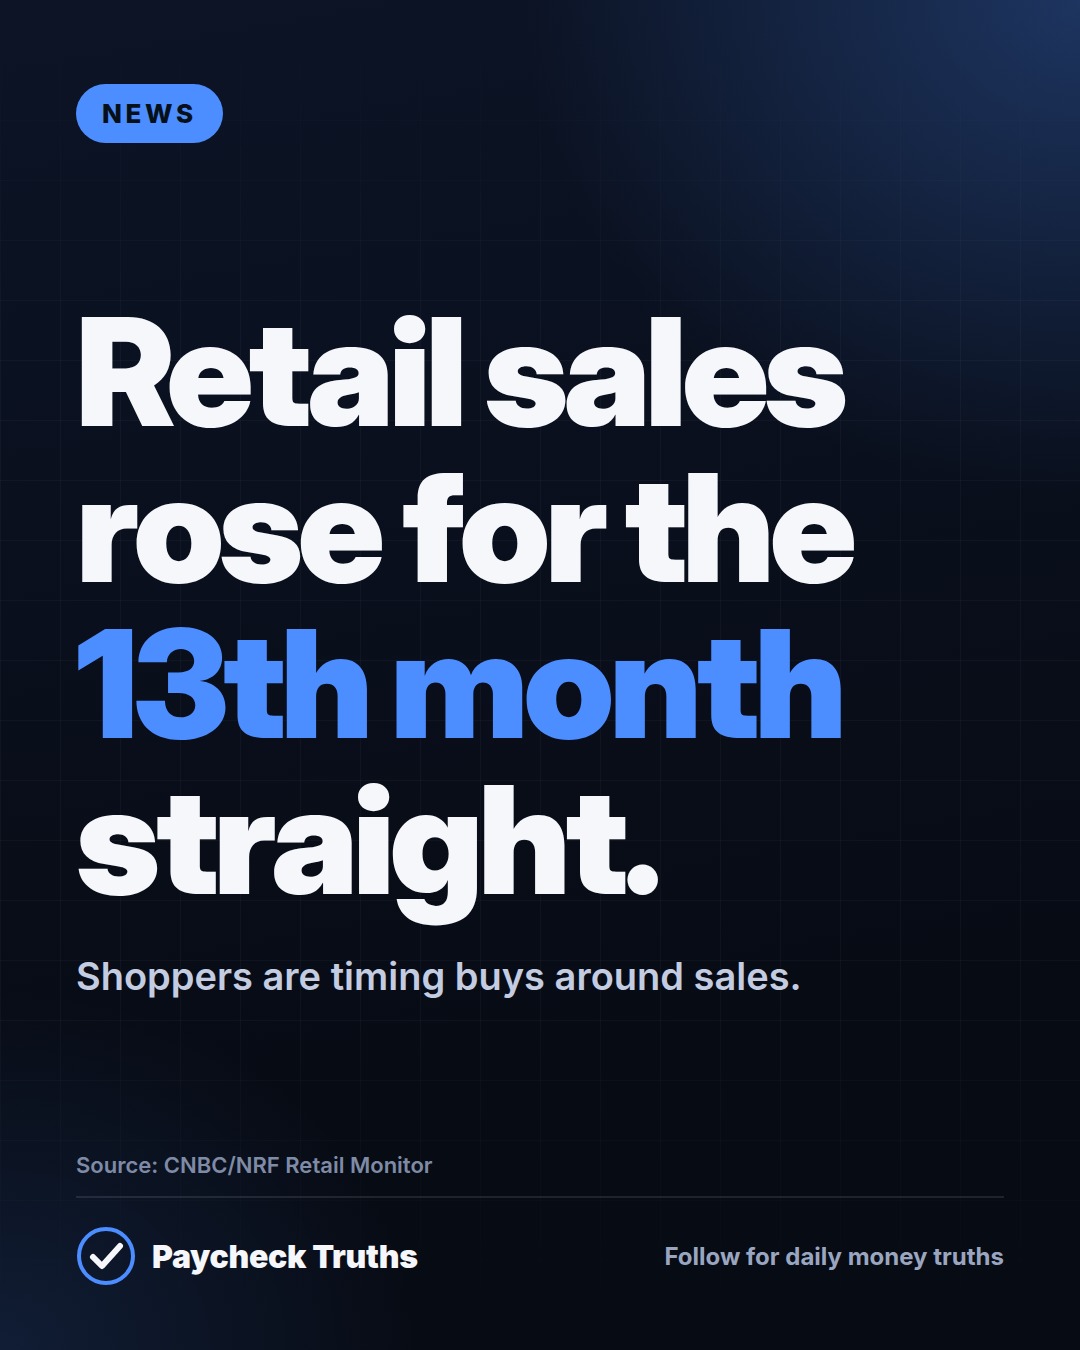 NEWS
Retail sales
rose for the
13th month
straight.
Shoppers are timing buys around sales.
Source: CNBC/NRF Retail Monitor
Paycheck Truths
Follow for daily money truths